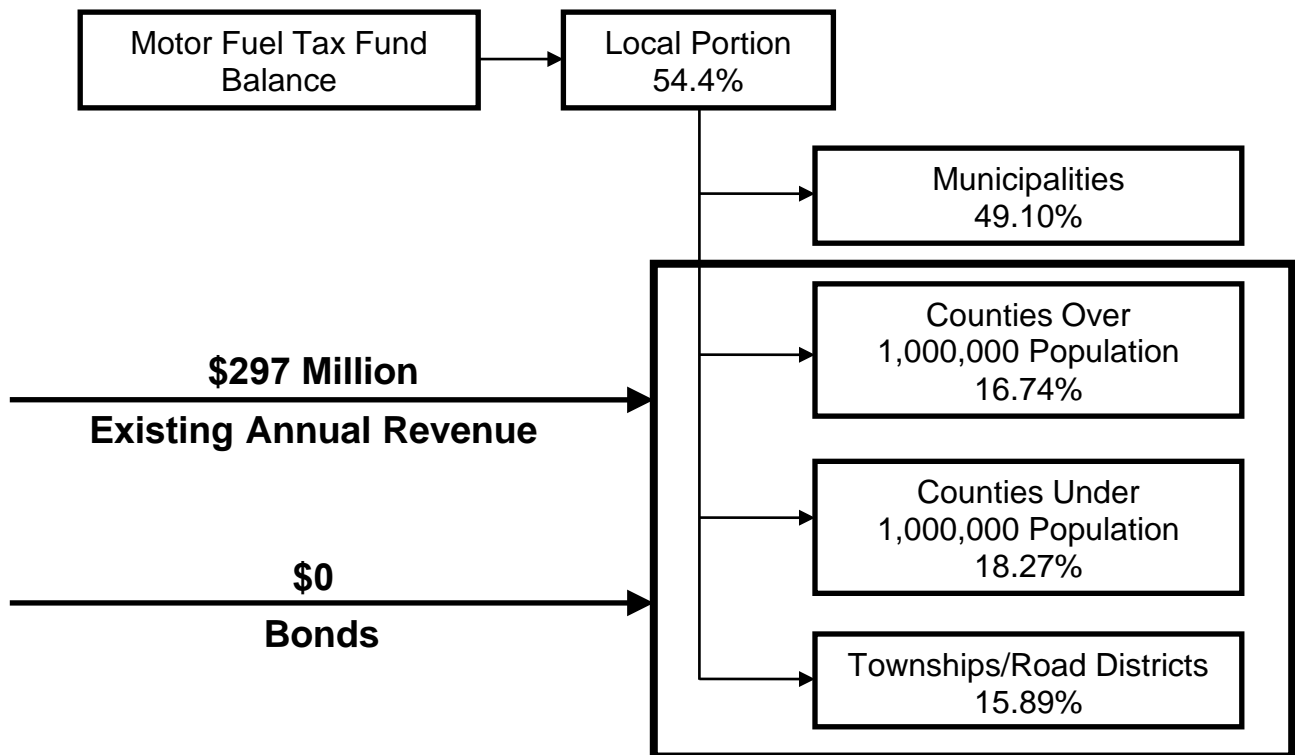 Motor Fuel Tax Fund
Balance
Local Portion
54.4%
Municipalities
49.10%
Counties Over
1,000,000 Population
16.74%
$297 Million
Existing Annual Revenue
Counties Under
1,000,000 Population
18.27%
$0
Bonds
Townships/Road Districts
15.89%